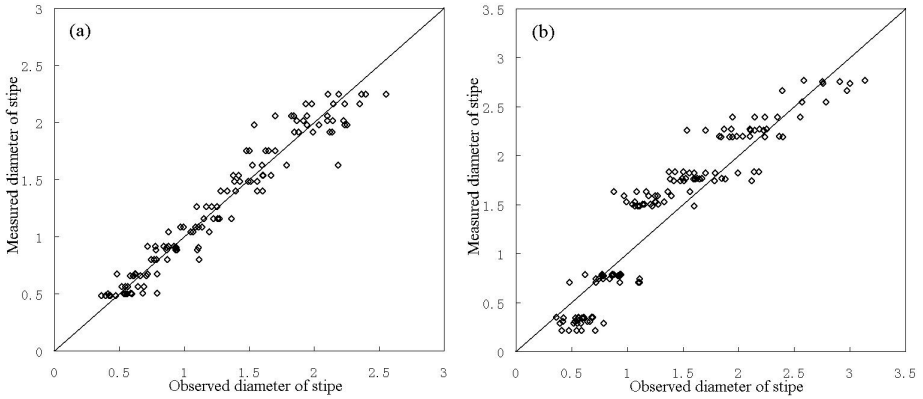 (a)
Measured diameter of stipe
3
2.5
2
1.5
1
0.5
0
0 0.5 1 1.5 2 2.5 3
Observed diameter of stipe
(b)
Measured diameter of stipe
3.5
3
2.5
2
1.5
1
0.5
0
0 0.5 1 1.5 2 2.5 3 3.5
Observed diameter of stipe